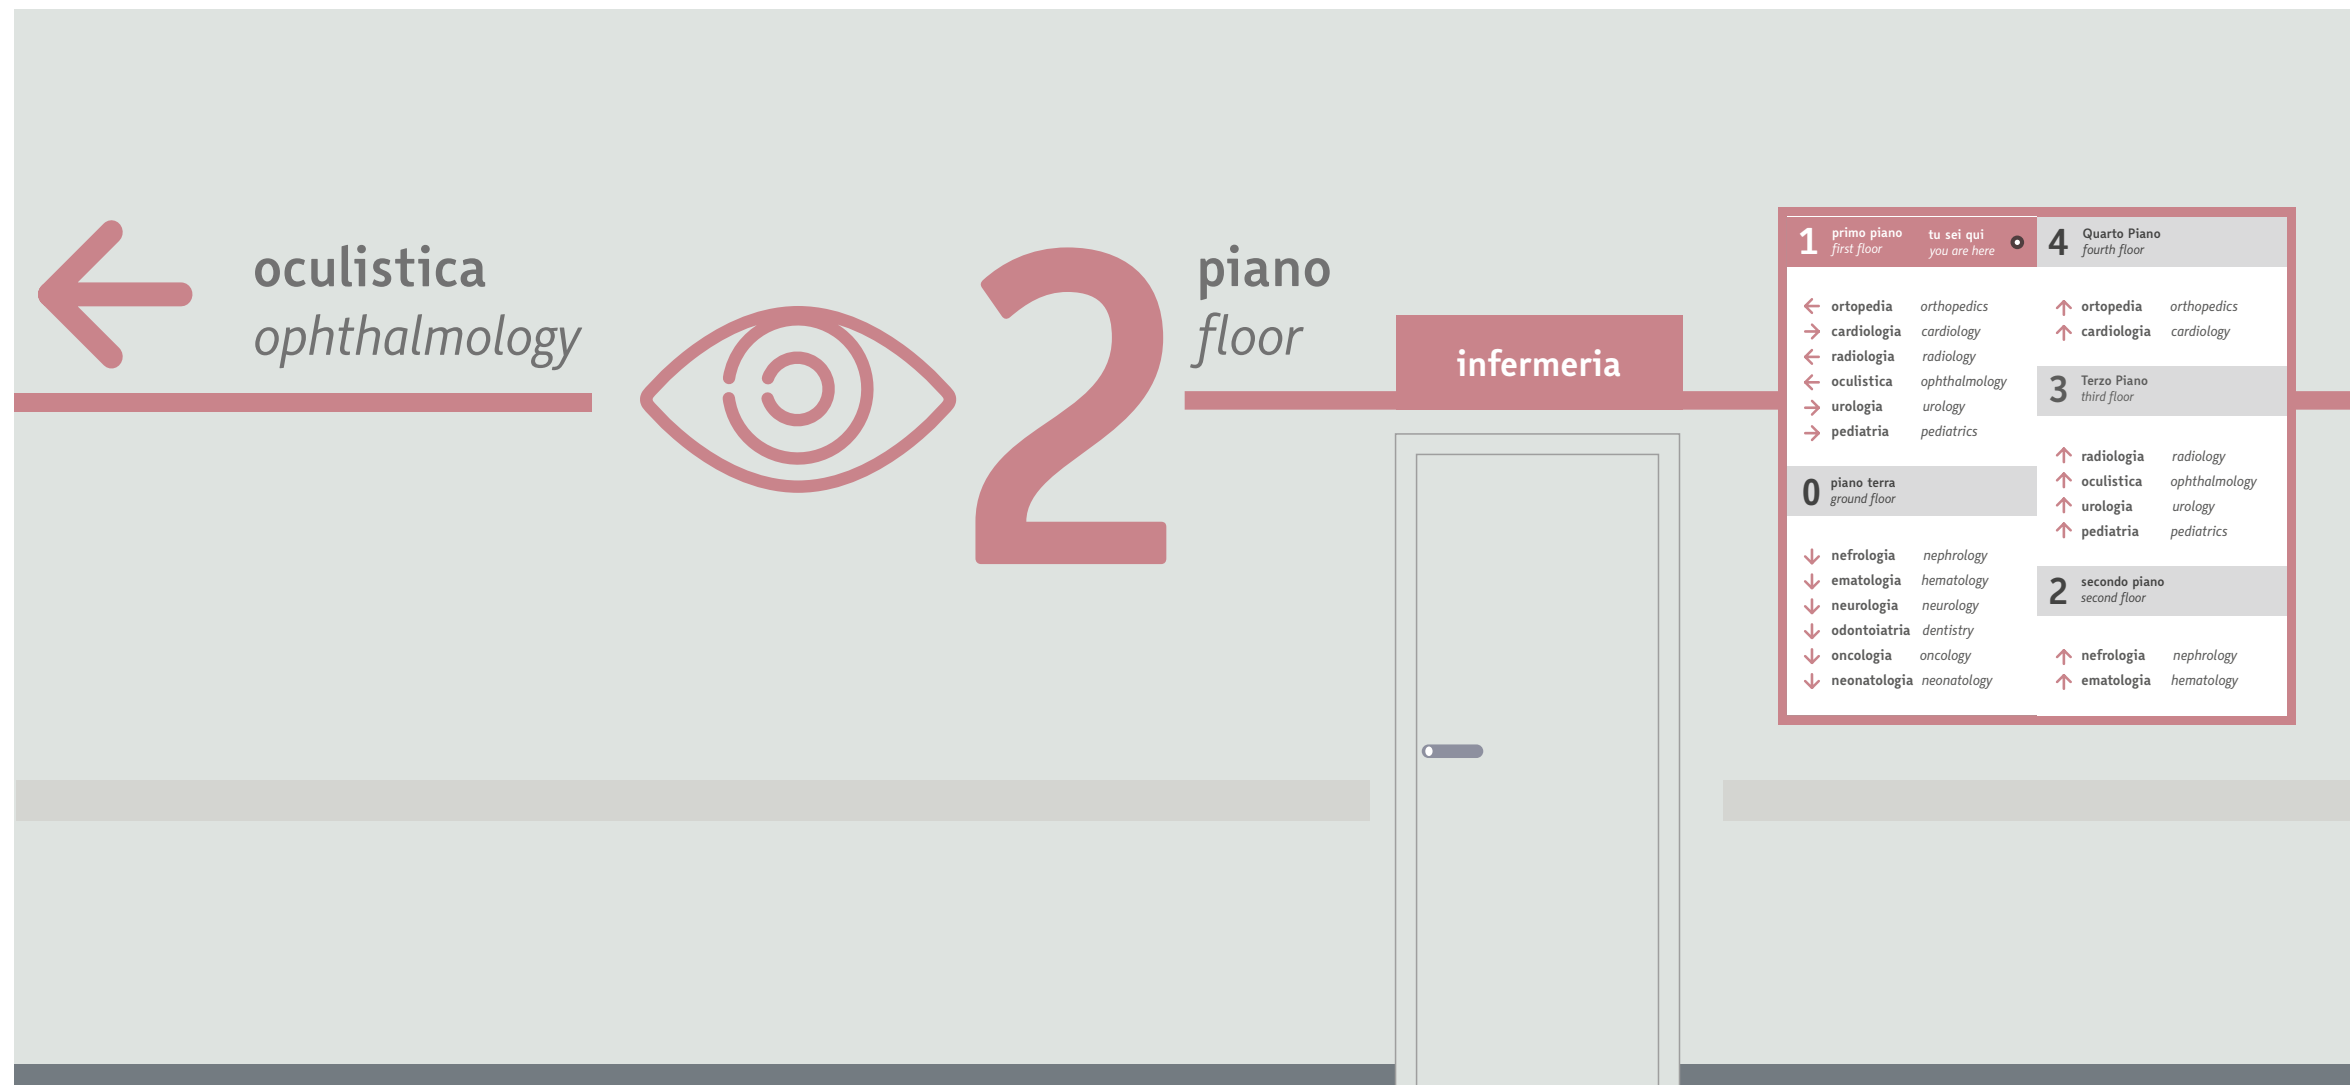 oculistica
ophthalmology
2
piano
floor
infermeria
1 primo piano tu sei qui
first floor you are here
ortopedia orthopedics
cardiologia cardiology
radiologia radiology
oculistica ophthalmology
urologia urology
pediatria pediatrics
0 piano terra
ground floor
nefrologia nephrology
ematologia hematology
neurologia neurology
odontoiatria dentistry
oncologia oncology
neonatologia neonatology
4 Quarto Piano
fourth floor
ortopedia orthopedics
cardiologia cardiology
3 Terzo Piano
third floor
radiologia radiology
oculistica ophthalmology
urologia urology
pediatria pediatrics
2 secondo piano
second floor
nefrologia nephrology
ematologia hematology